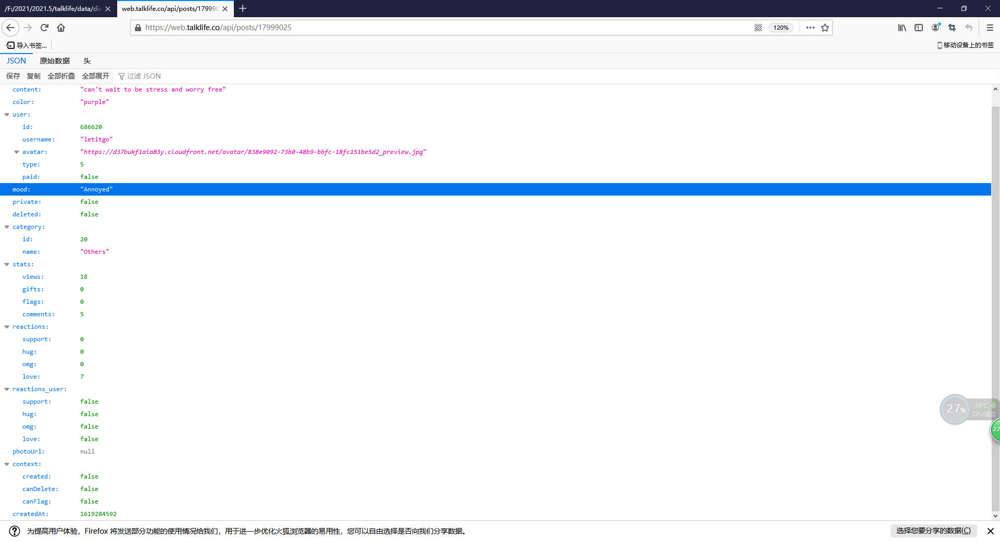 /F:/2021/2021.5/talklife/data/dia
web.talklife.co/api/posts/179990
https://web.talklife.co/api/posts/17999025
120%
导入书签...
移动设备上的书签
JSON 原始数据 头
保存 复制 全部折叠 全部展开 过滤 JSON
content: "can't wait to be stress and worry free"
color: "purple"
user:
id: 686620
username: "letitgo"
avatar: "https://d37bukf1aia83y.cloudfront.net/avatar/838e9092-73b0-48b9-bbfc-18fc151be5d2_preview.jpg"
type: 5
paid: false
mood: "Annoyed"
private: false
deleted: false
category:
id: 20
name: "Others"
stats:
views: 18
gifts: 0
flags: 0
comments: 5
reactions:
support: 0
hug: 0
omg: 0
love: 7
reactions_user:
support: false
hug: false
omg: false
love: false
photoUrl: null
context:
created: false
canDelete: false
canFlag: false
createdAt: 1619284592
27%
34℃
CPU温度
27
为提高用户体验，Firefox 将发送部分功能的使用情况给我们，用于进一步优化火狐浏览器的易用性，您可以自由选择是否向我们分享数据。
选择您要分享的数据(C)